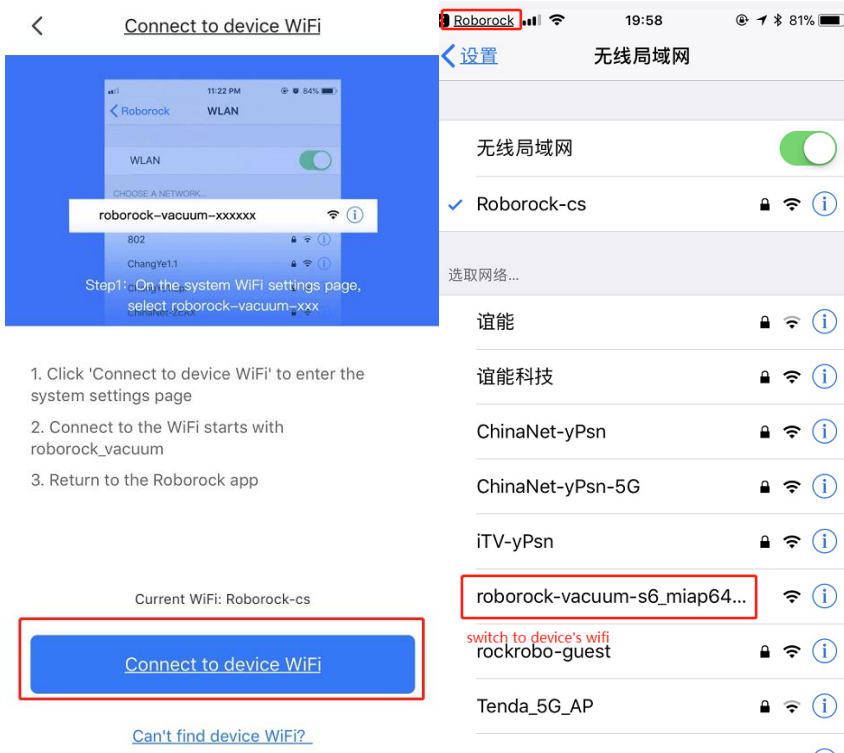 Connect to device WiFi
11:22 PM
84%
Roborock
WLAN
WLAN
CHOOSE A NETWORK...
roborock-vacuum-xxxxxx
802
ChangYe1.1
Step1: On the system WiFi settings page,
select roborock-vacuum-xxx
1. Click 'Connect to device WiFi' to enter the
system settings page
2. Connect to the WiFi starts with
roborock_vacuum
3. Return to the Roborock app
Current WiFi: Roborock-cs
Connect to device WiFi
Can't find device WiFi?
Roborock
19:58
81%
设置
无线局域网
无线局域网
Roborock-cs
选取网络...
谊能
谊能科技
ChinaNet-yPsn
ChinaNet-yPsn-5G
iTV-yPsn
roborock-vacuum-s6_miap64...
switch to device's wifi
rockrobo-guest
Tenda_5G_AP